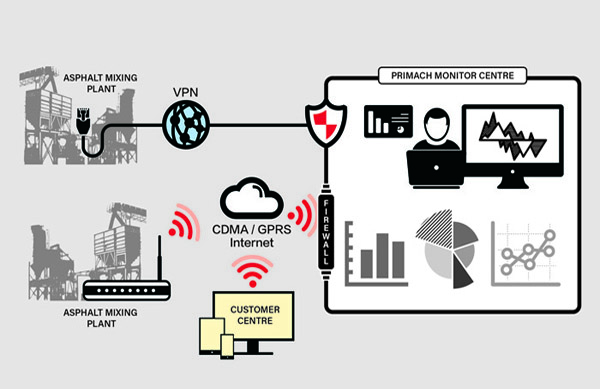 PRIMACH MONITOR CENTRE
ASPHALT MIXING
PLANT
VPN
CDMA / GPRS
Internet
FIREWALL
CUSTOMER
CENTRE
ASPHALT MIXING
PLANT